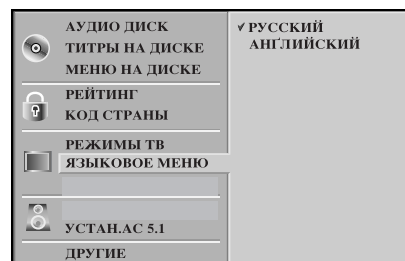 АУДИО ДИСК
ТИТРЫ НА ДИСКЕ
МЕНЮ НА ДИСКЕ
РЕЙТИНГ
КОД СТРАНЫ
РЕЖИМЫ ТВ
ЯЗЫКОВОЕ МЕНЮ
УСТАН.АС 5.1
ДРУГИЕ
✓ РУССКИЙ
АНГЛИЙСКИЙ